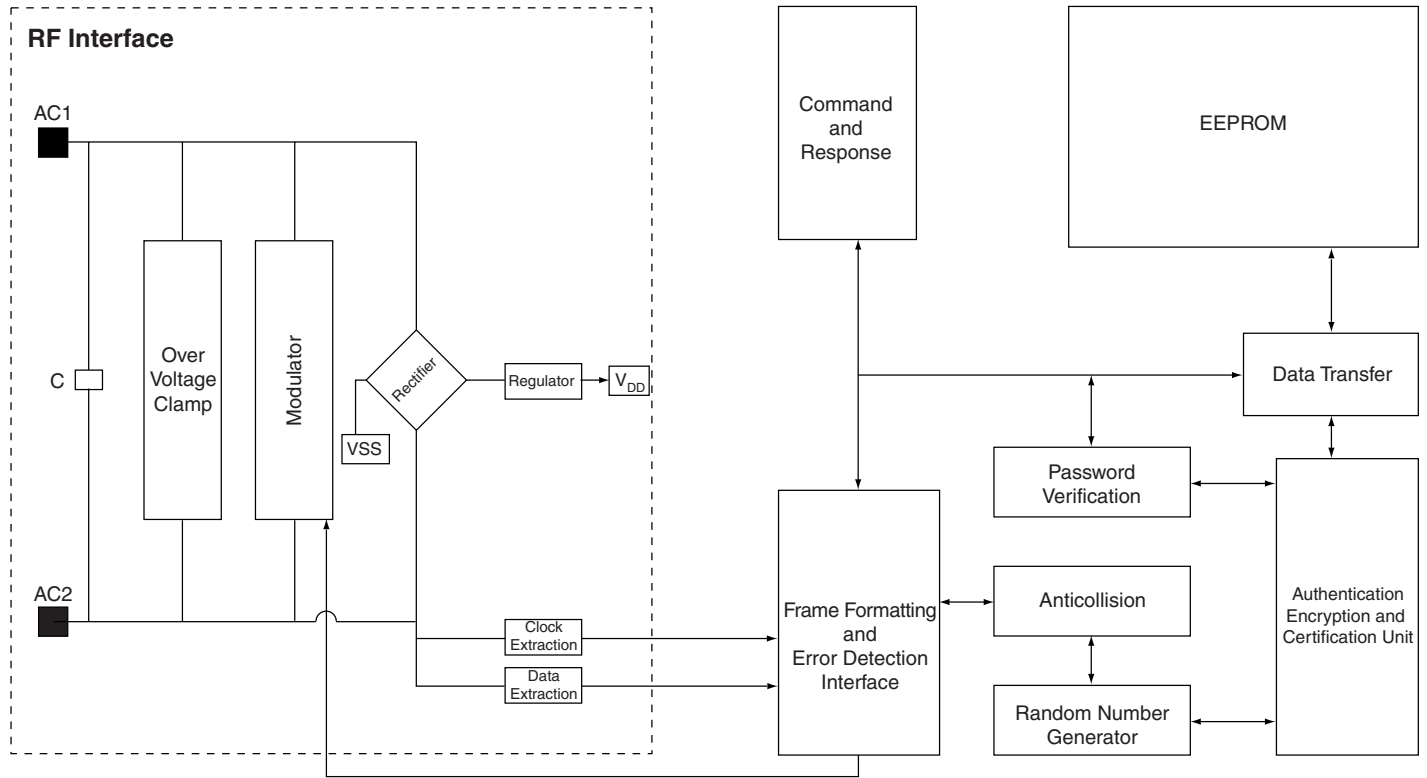 RF Interface
AC1
C
AC2
Over
Voltage
Clamp
Modulator
Rectifier
VSS
Regulator
VDD
Clock
Extraction
Data
Extraction
Command
and
Response
EEPROM
Data Transfer
Password
Verification
Frame Formatting
and
Error Detection
Interface
Anticollision
Random Number
Generator
Authentication
Encryption and
Certification Unit